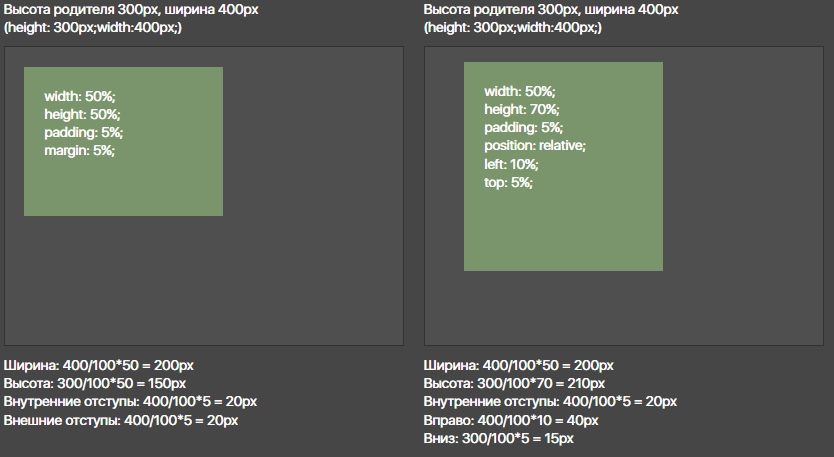 Высота родителя 300px, ширина 400px
(height: 300px;width:400px;)
width: 50%;
height: 50%;
padding: 5%;
margin: 5%;
Ширина: 400/100*50 = 200px
Высота: 300/100*50 = 150px
Внутренние отступы: 400/100*5 = 20px
Внешние отступы: 400/100*5 = 20px
Высота родителя 300px, ширина 400px
(height: 300px;width:400px;)
width: 50%;
height: 70%;
padding: 5%;
position: relative;
left: 10%;
top: 5%;
Ширина: 400/100*50 = 200px
Высота: 300/100*70 = 210px
Внутренние отступы: 400/100*5 = 20px
Вправо: 400/100*10 = 40px
Вниз: 300/100*5 = 15px